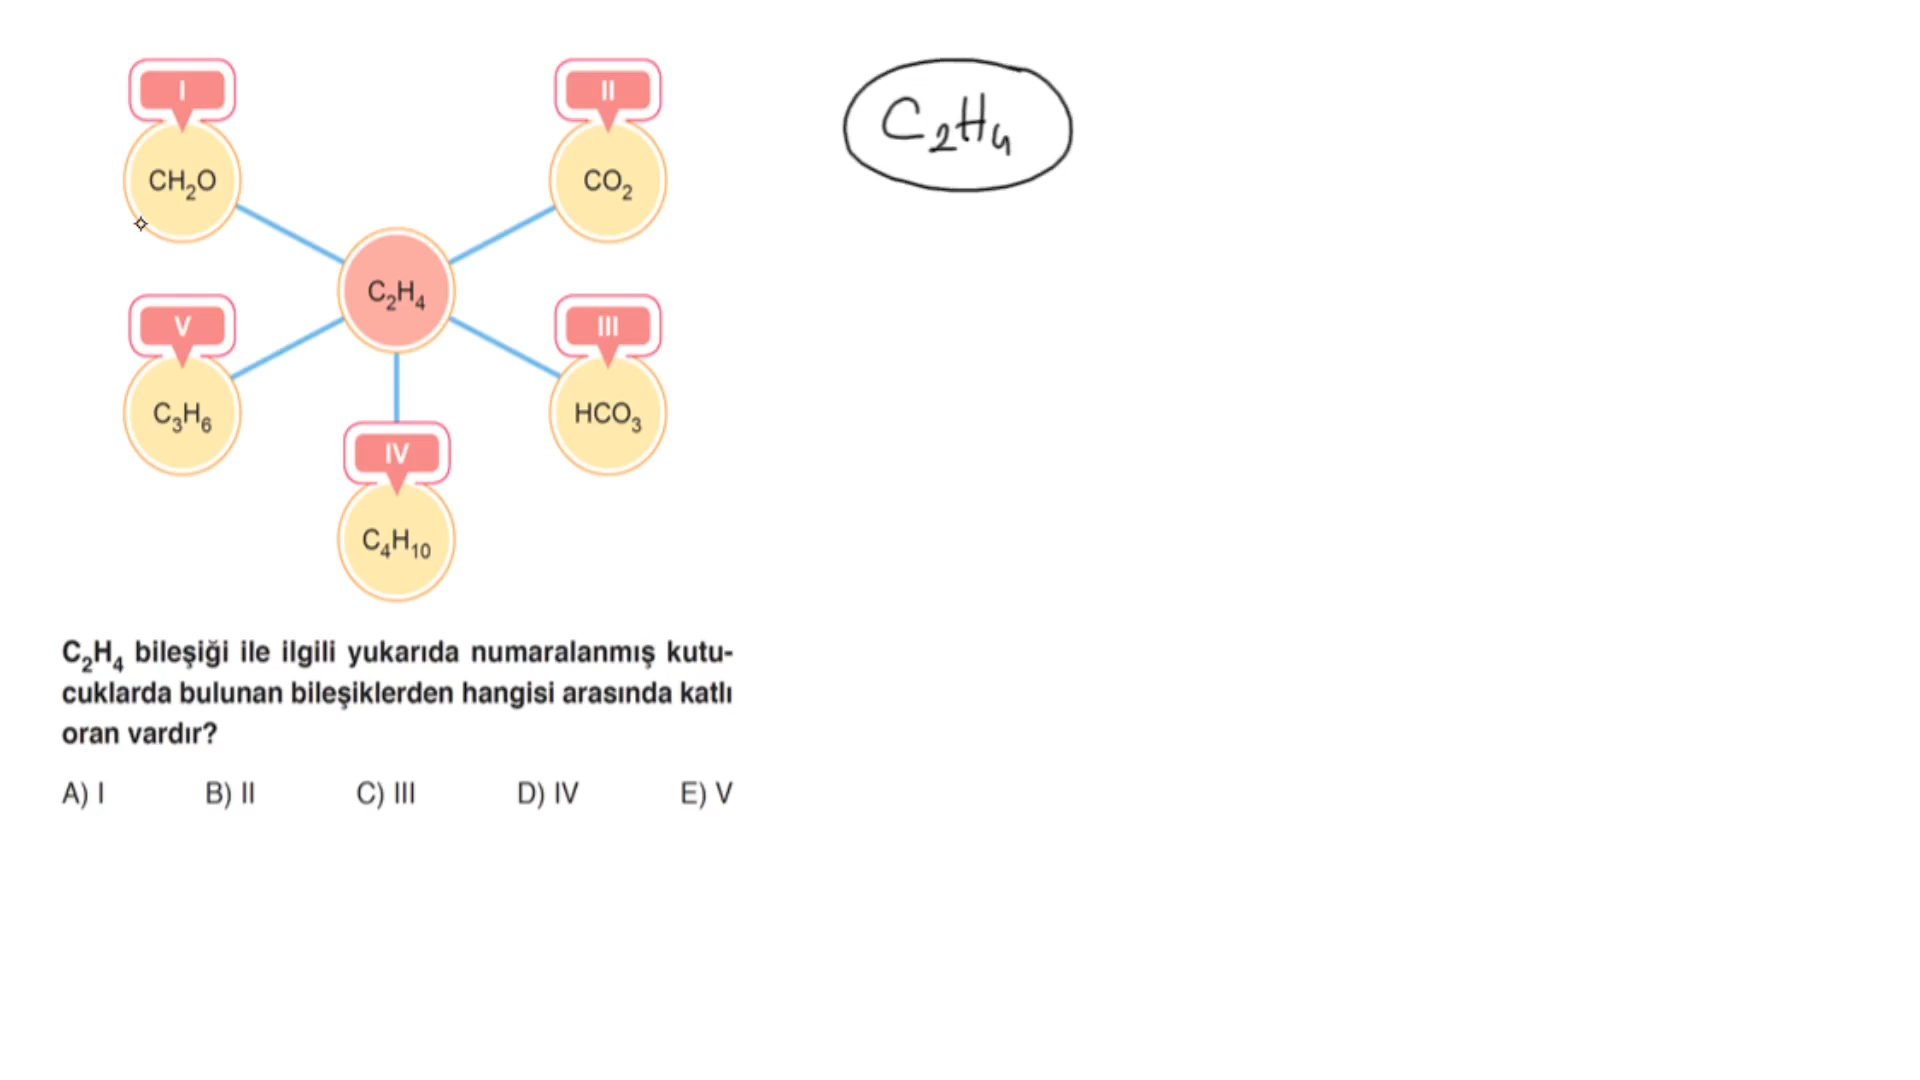 I
II
C₂H₄
CH₂O
CO₂
C₂H₄
V
III
C₃H₆
HCO₃
IV
C₄H₁₀
C₂H₄ bileşiği ile ilgili yukarıda numaralanmış kutu-
cuklarda bulunan bileşiklerden hangisi arasında katlı
oran vardır?
A) I B) II C) III D) IV E) V